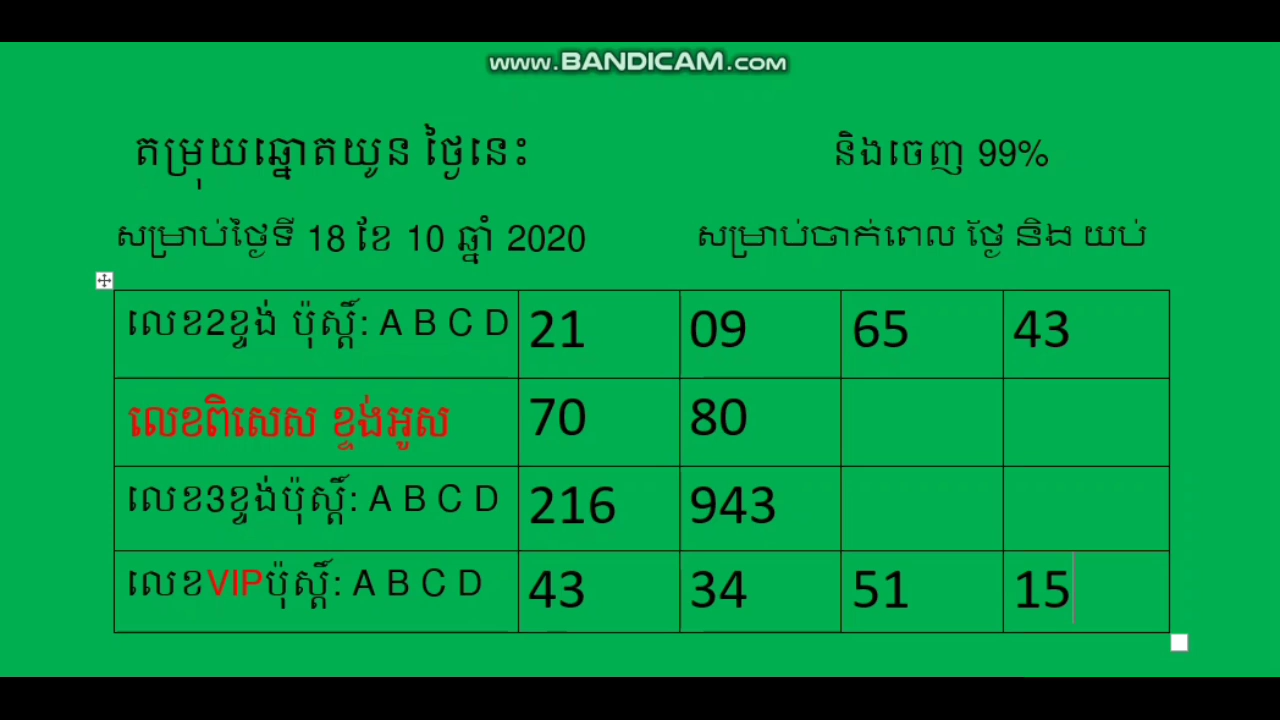 www.BANDICAM.com
តម្រុយឆ្នោតយួន ថ្ងៃនេះ
និងចេញ 99%
សម្រាប់ថ្ងៃទី 18 ខែ 10 ឆ្នាំ 2020
សម្រាប់ចាក់ពេល ថ្ងៃ និង យប់
លេខ2ខ្ទង់ ប៉ុស្តិ៍: A B C D 21 09 65 43
លេខពិសេស ខ្ទង់អូស 70 80
លេខ3ខ្ទង់ប៉ុស្តិ៍: A B C D 216 943
លេខVIPប៉ុស្តិ៍: A B C D 43 34 51 15